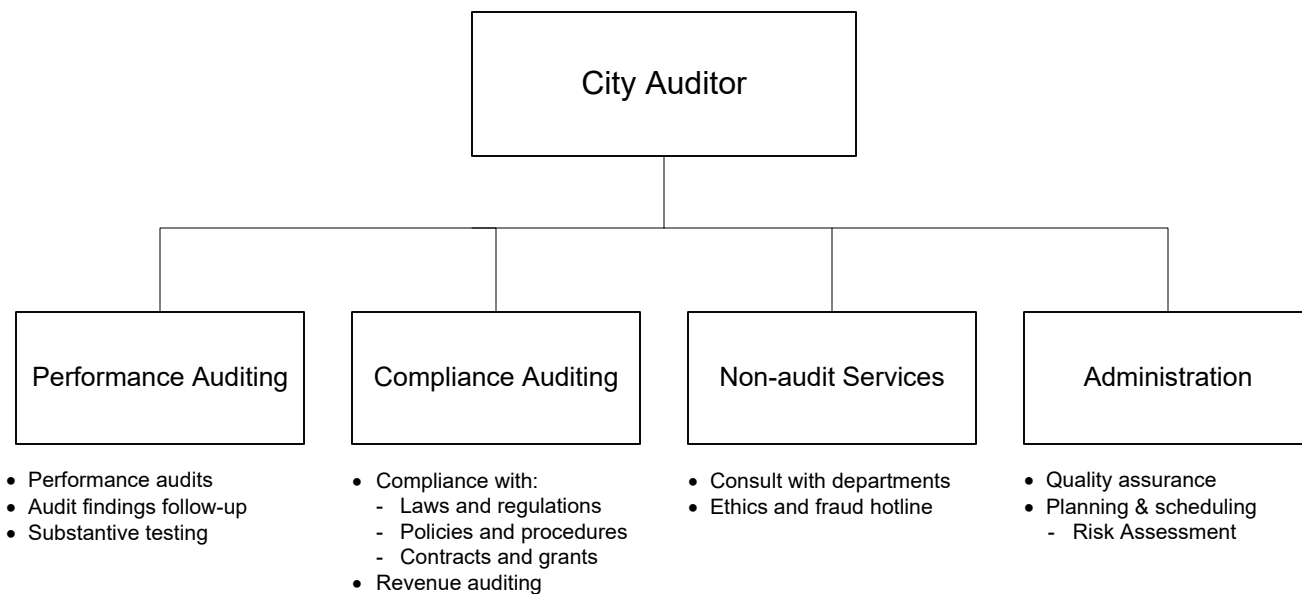 City Auditor
Performance Auditing
• Performance audits
• Audit findings follow-up
• Substantive testing
Compliance Auditing
• Compliance with:
- Laws and regulations
- Policies and procedures
- Contracts and grants
• Revenue auditing
Non-audit Services
• Consult with departments
• Ethics and fraud hotline
Administration
• Quality assurance
• Planning & scheduling
- Risk Assessment